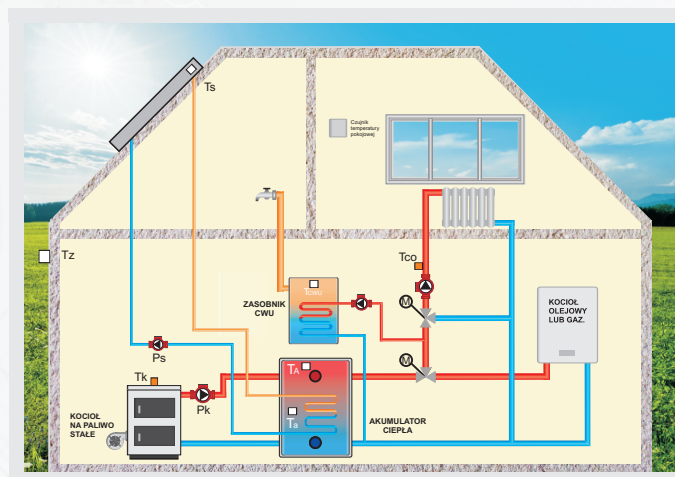 Ts
Czujnik
temperatury
pokojowej
Tz
Tco
Tcwu
M
ZASOBNIK
CWU
KOCIOŁ
OLEJOWY
LUB GAZ.
Ps
M
TA
Tk
Pk
Ta
KOCIOŁ
NA PALIWO
STAŁE
AKUMULATOR
CIEPŁA